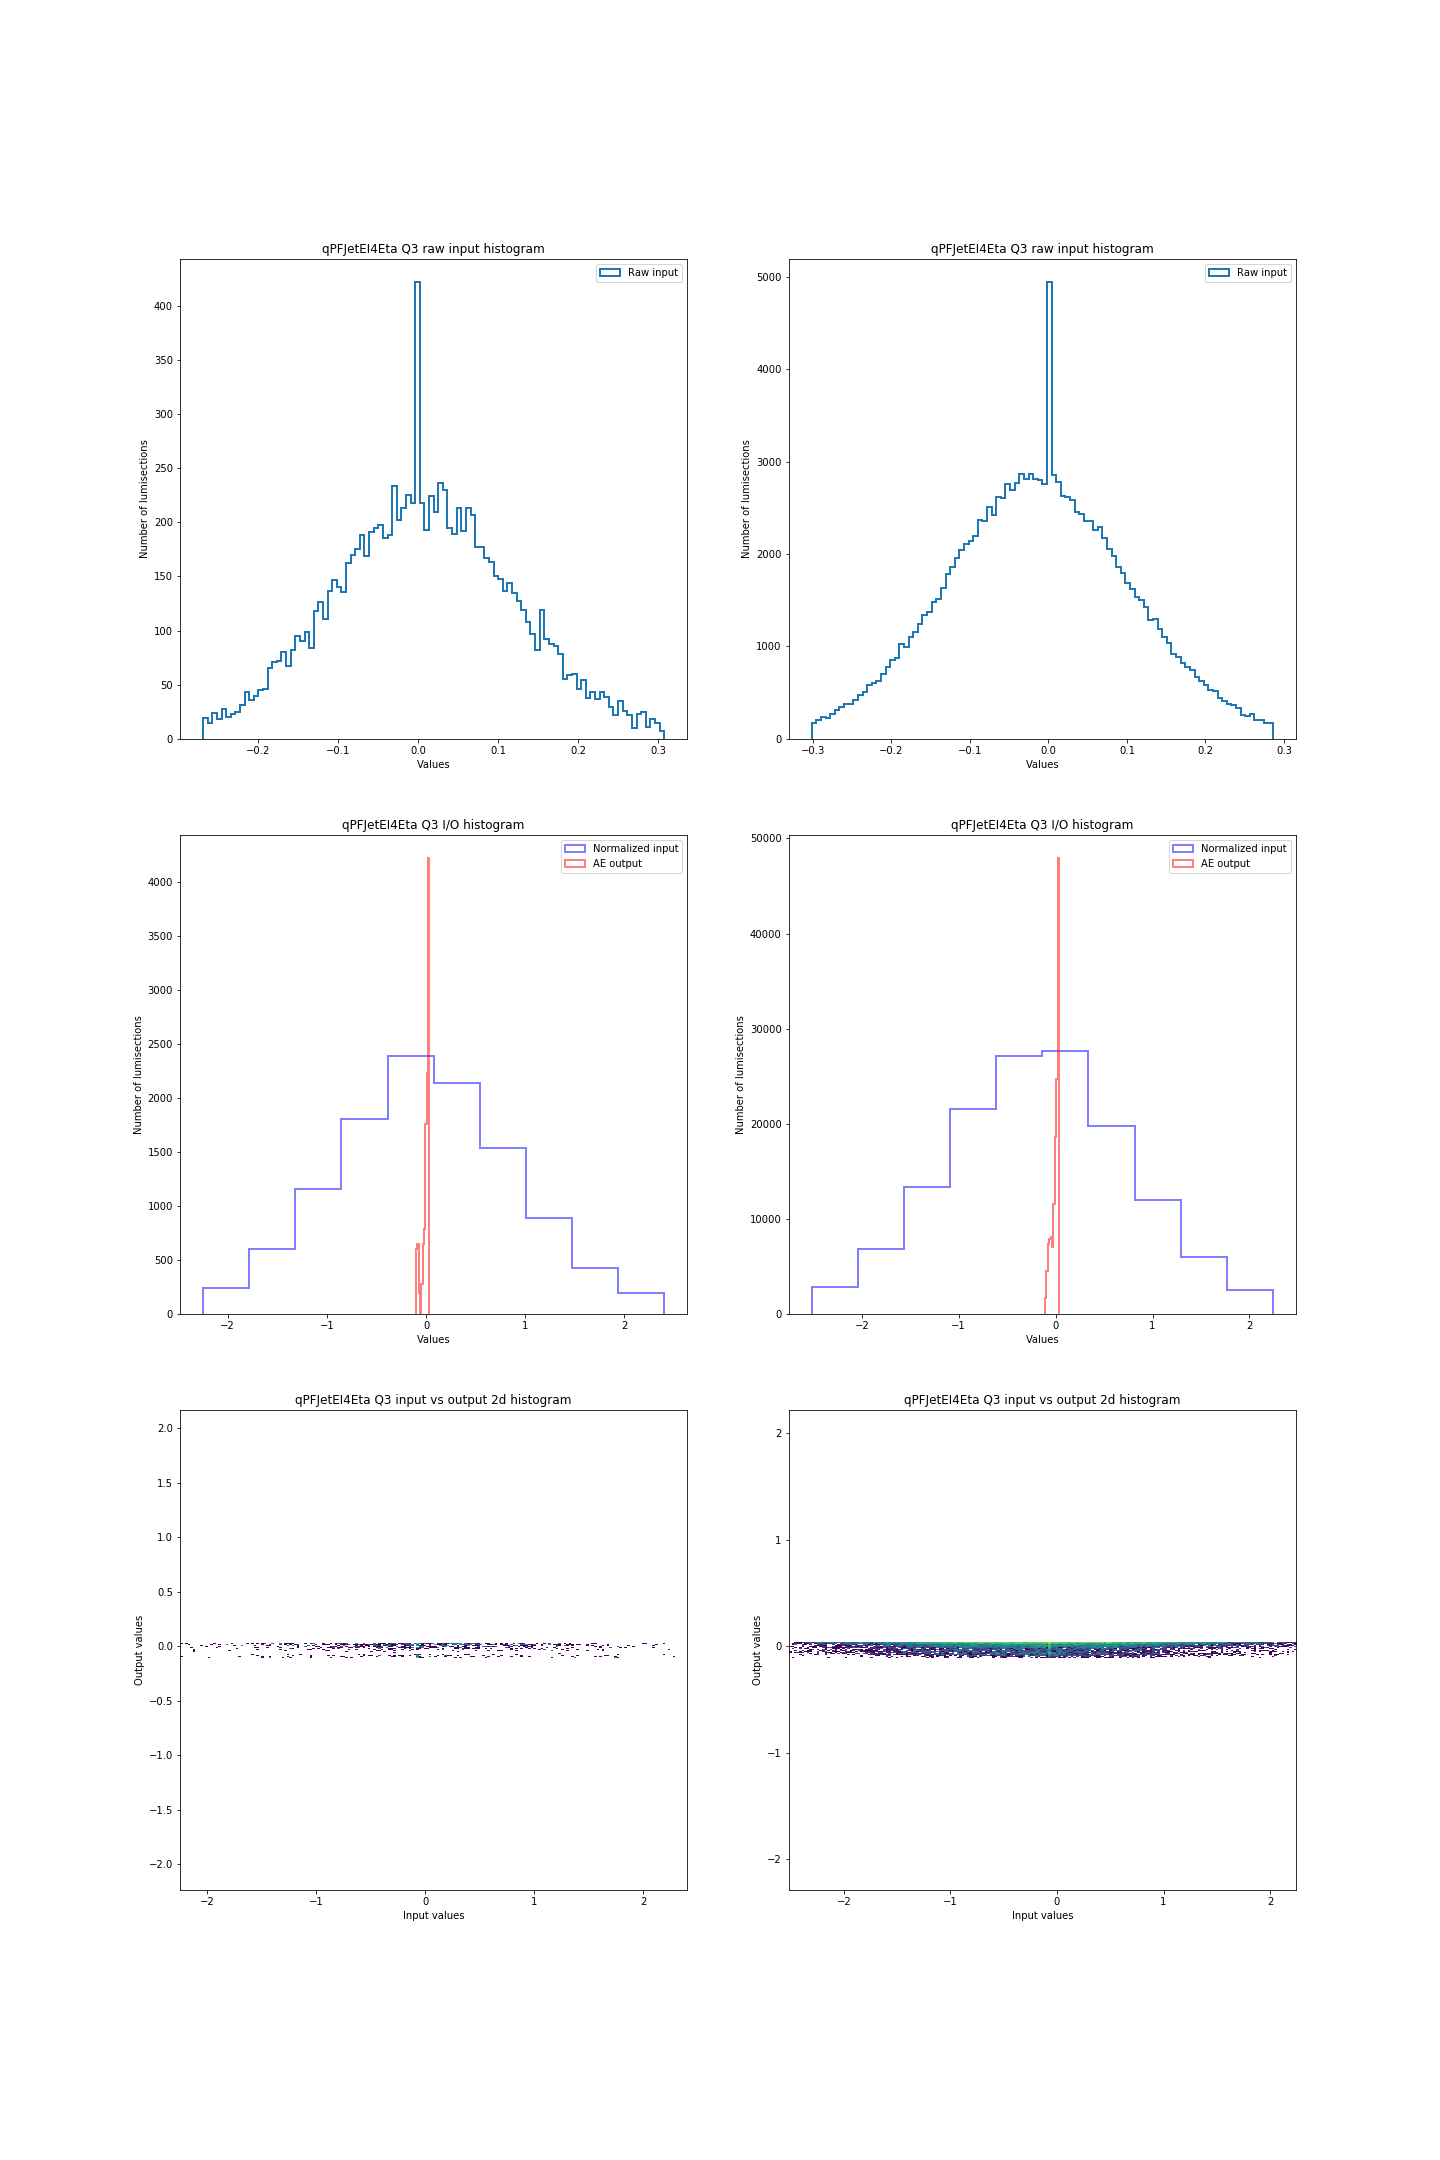 qPFJetEI4Eta Q3 raw input histogram
Raw input
400
350
300
250
200
150
100
50
0
Number of lumisections
−0.2 −0.1 0.0 0.1 0.2 0.3
Values
qPFJetEI4Eta Q3 raw input histogram
Raw input
5000
4000
3000
2000
1000
0
Number of lumisections
−0.3 −0.2 −0.1 0.0 0.1 0.2 0.3
Values
qPFJetEI4Eta Q3 I/O histogram
Normalized input
AE output
4000
3500
3000
2500
2000
1500
1000
500
0
Number of lumisections
−2 −1 0 1 2
Values
qPFJetEI4Eta Q3 I/O histogram
Normalized input
AE output
50000
40000
30000
20000
10000
0
Number of lumisections
−2 −1 0 1 2
Values
qPFJetEI4Eta Q3 input vs output 2d histogram
2.0
1.5
1.0
0.5
0.0
−0.5
−1.0
−1.5
−2.0
Output values
−2 −1 0 1 2
Input values
qPFJetEI4Eta Q3 input vs output 2d histogram
2
1
0
−1
−2
Output values
−2 −1 0 1 2
Input values